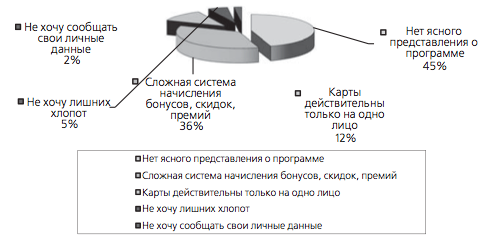 Не хочу сообщать
свои личные
данные
2%
Нет ясного
представления о
программе
45%
Сложная система
начисления
бонусов, скидок,
премий
36%
Карты
действительны
только на одно
лицо
12%
Не хочу лишних
хлопот
5%
Нет ясного представления о программе
Сложная система начисления бонусов, скидок, премий
Карты действительны только на одно лицо
Не хочу лишних хлопот
Не хочу сообщать свои личные данные